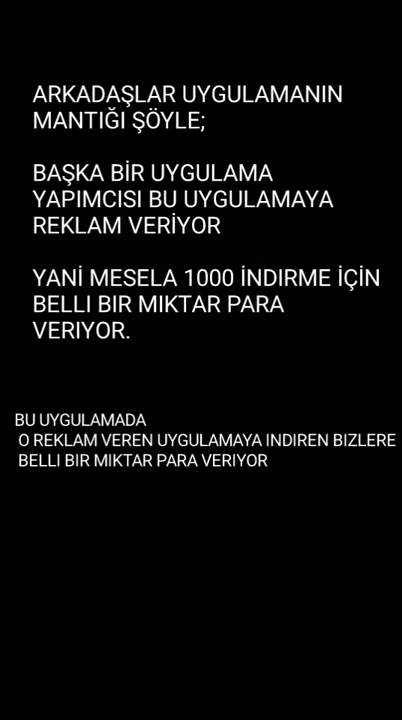 ARKADAŞLAR UYGULAMANIN
MANTIĞI ŞÖYLE;
BAŞKA BİR UYGULAMA
YAPIMCISI BU UYGULAMAYA
REKLAM VERİYOR
YANİ MESELA 1000 İNDİRME İÇİN
BELLI BIR MIKTAR PARA
VERIYOR.
BU UYGULAMADA
O REKLAM VEREN UYGULAMAYA INDIREN BIZLERE
BELLI BIR MIKTAR PARA VERIYOR